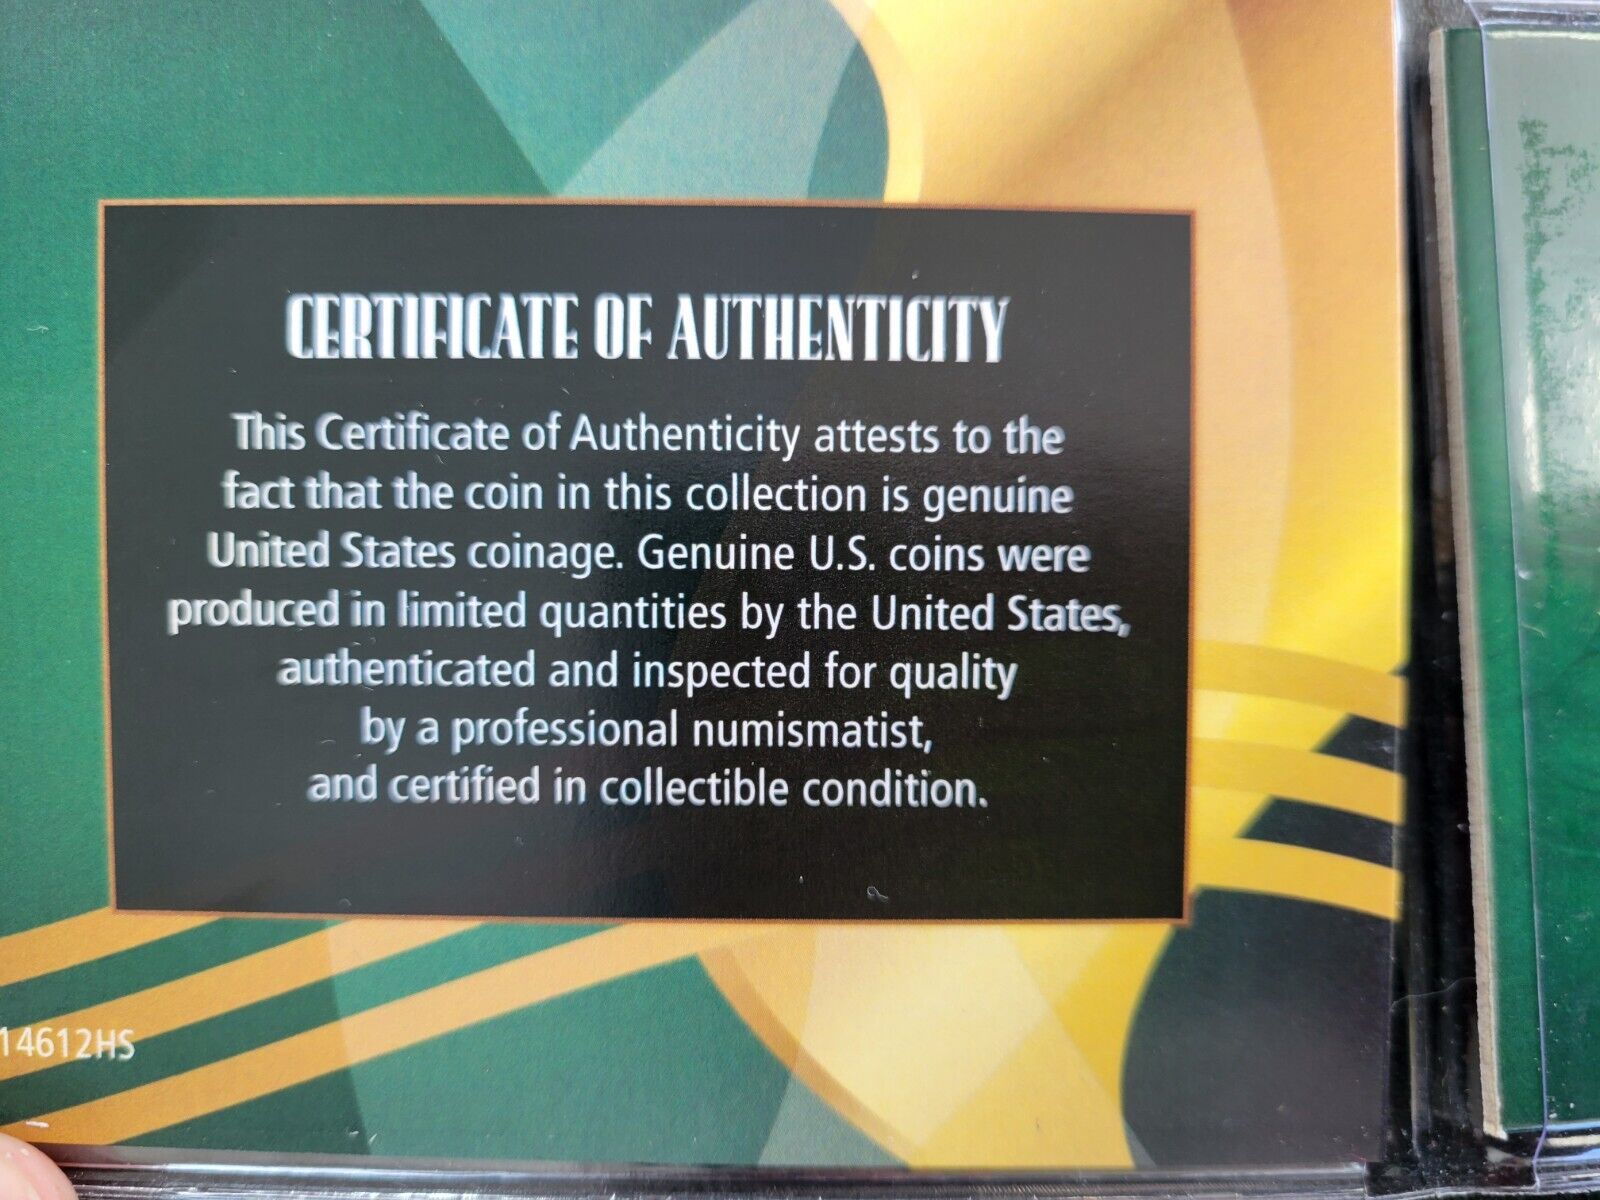 CERTIFICATE OF AUTHENTICITY
This Certificate of Authenticity attests to the
fact that the coin in this collection is genuine
United States coinage. Genuine U.S. coins were
produced in limited quantities by the United States,
authenticated and inspected for quality
by a professional numismatist,
and certified in collectible condition.
14612HS